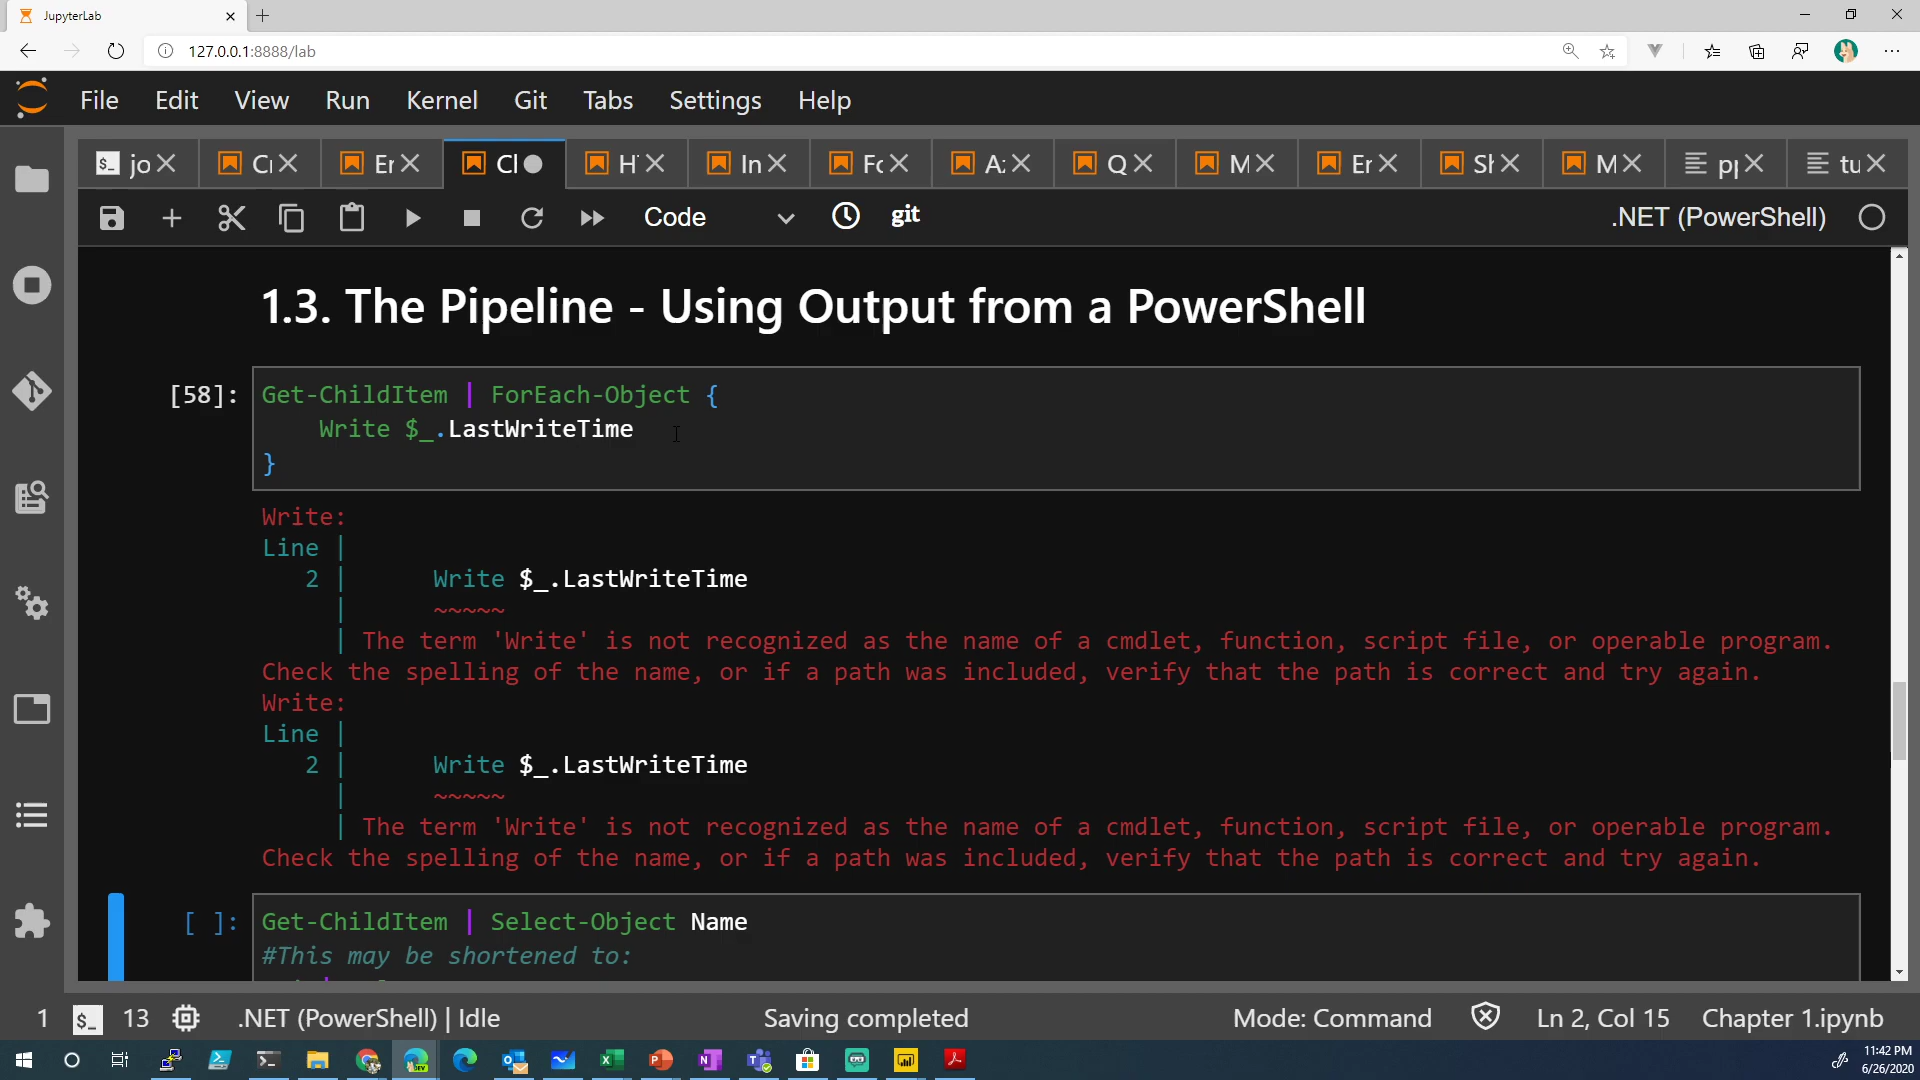 JupyterLab
127.0.0.1:8888/lab
File Edit View Run Kernel Git Tabs Settings Help
jo Cl H In Q M M
Code git .NET (PowerShell)
1.3. The Pipeline - Using Output from a PowerShell
[58]: Get-ChildItem | ForEach-Object {
Write $_.LastWriteTime
}
Write:
Line |
2 | Write $_.LastWriteTime
| ~~~~~
| The term 'Write' is not recognized as the name of a cmdlet, function, script file, or operable program.
Check the spelling of the name, or if a path was included, verify that the path is correct and try again.
Write:
Line |
2 | Write $_.LastWriteTime
| ~~~~~
| The term 'Write' is not recognized as the name of a cmdlet, function, script file, or operable program.
Check the spelling of the name, or if a path was included, verify that the path is correct and try again.
[ ]: Get-ChildItem | Select-Object Name
#This may be shortened to:
1 $_ 13 .NET (PowerShell) | Idle Saving completed Mode: Command Ln 2, Col 15 Chapter 1.ipynb
11:42 PM
6/26/2020